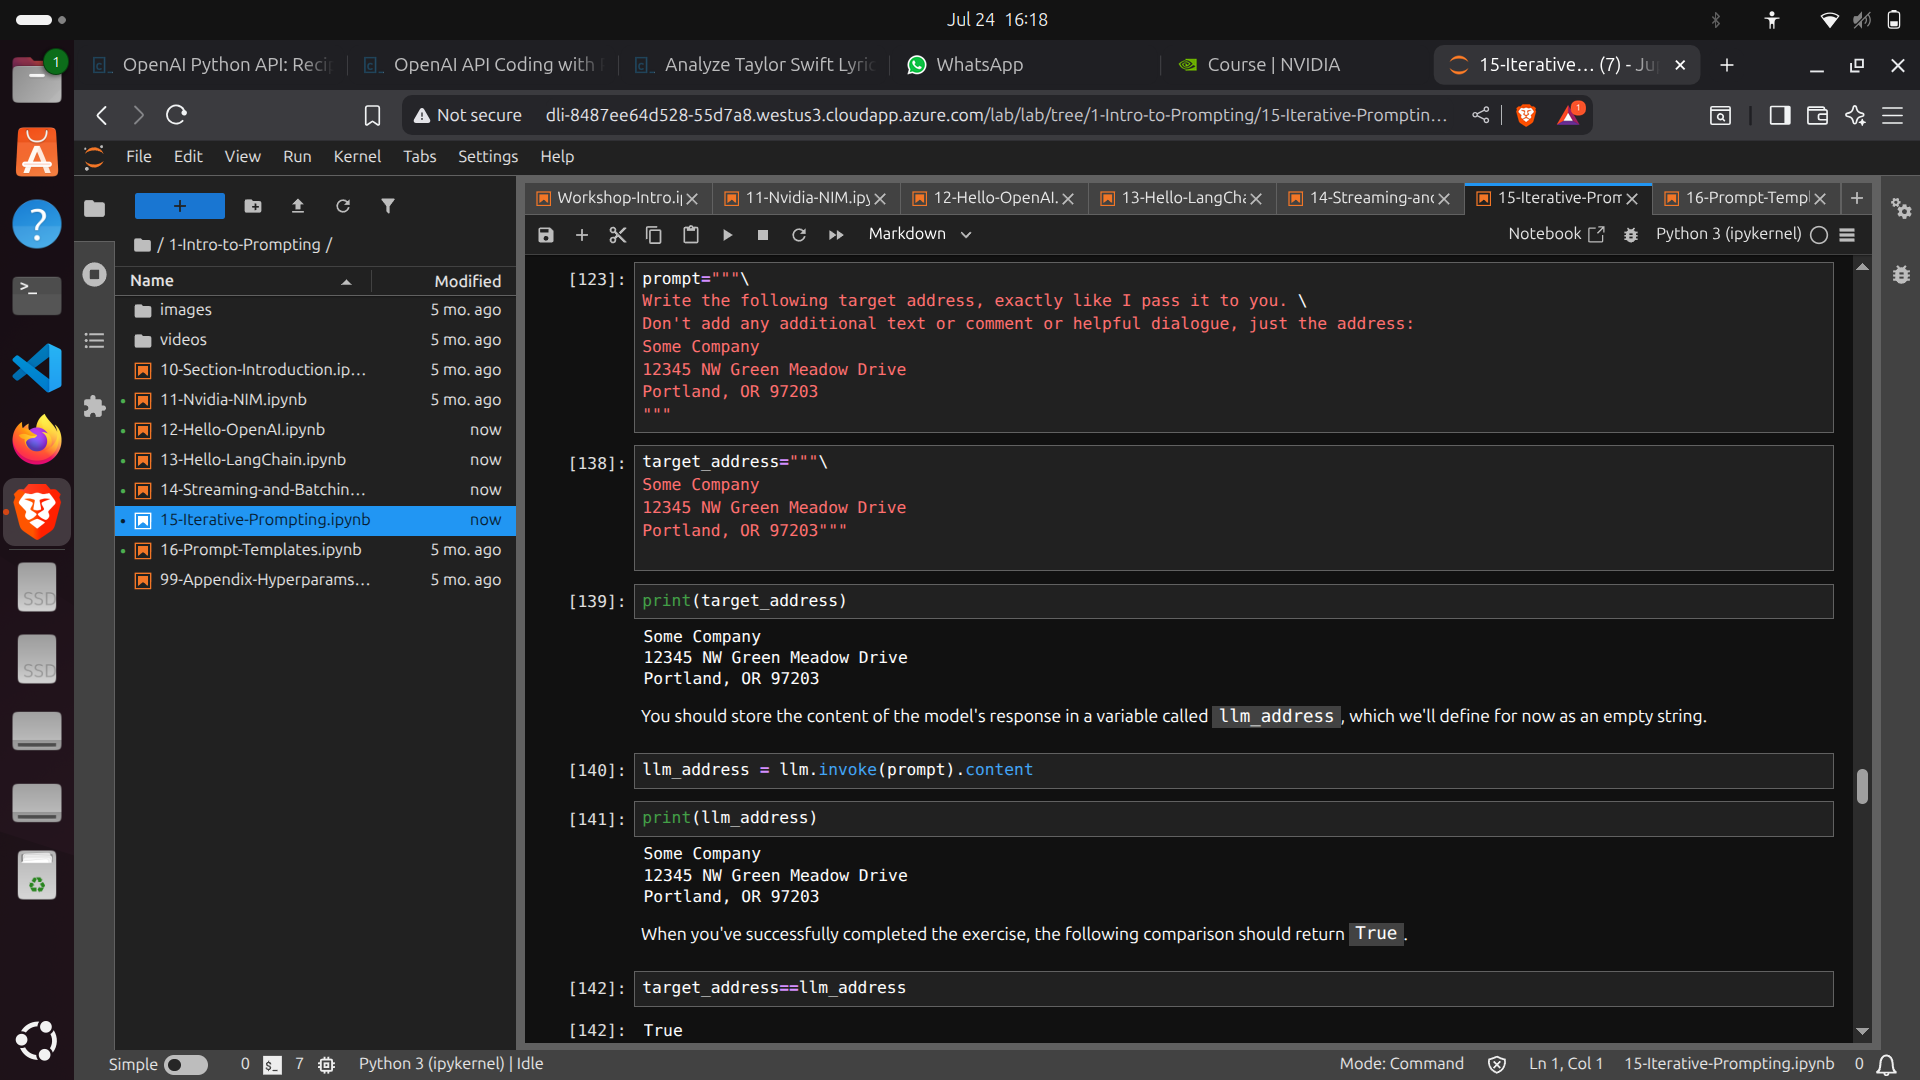 Jul 24 16:18
1
OpenAI Python API: Reci
OpenAI API Coding with
Analyze Taylor Swift Lyric
WhatsApp
Course | NVIDIA
15-Iterative... (7) - Ju
Not secure
dli-8487ee64d528-55d7a8.westus3.cloudapp.azure.com/lab/lab/tree/1-Intro-to-Prompting/15-Iterative-Promptin...
1
File Edit View Run Kernel Tabs Settings Help
/ 1-Intro-to-Prompting /
Name Modified
images 5 mo. ago
videos 5 mo. ago
10-Section-Introduction.ip... 5 mo. ago
11-Nvidia-NIM.ipynb 5 mo. ago
12-Hello-OpenAI.ipynb now
13-Hello-LangChain.ipynb now
14-Streaming-and-Batchin... now
15-Iterative-Prompting.ipynb now
16-Prompt-Templates.ipynb 5 mo. ago
99-Appendix-Hyperparams... 5 mo. ago
SSD
SSD
Workshop-Intro.i
11-Nvidia-NIM.ipy
12-Hello-OpenAI.
13-Hello-LangCha
14-Streaming-and
15-Iterative-Prom
16-Prompt-Templ
Markdown
Notebook
Python 3 (ipykernel)
[123]: prompt="""\
Write the following target address, exactly like I pass it to you. \
Don't add any additional text or comment or helpful dialogue, just the address:
Some Company
12345 NW Green Meadow Drive
Portland, OR 97203
"""
[138]: target_address="""\
Some Company
12345 NW Green Meadow Drive
Portland, OR 97203"""
[139]: print(target_address)
Some Company
12345 NW Green Meadow Drive
Portland, OR 97203
You should store the content of the model's response in a variable called llm_address, which we'll define for now as an empty string.
[140]: llm_address = llm.invoke(prompt).content
[141]: print(llm_address)
Some Company
12345 NW Green Meadow Drive
Portland, OR 97203
When you've successfully completed the exercise, the following comparison should return True.
[142]: target_address==llm_address
[142]: True
Simple 0 $_ 7 Python 3 (ipykernel) | Idle
Mode: Command Ln 1, Col 1 15-Iterative-Prompting.ipynb 0